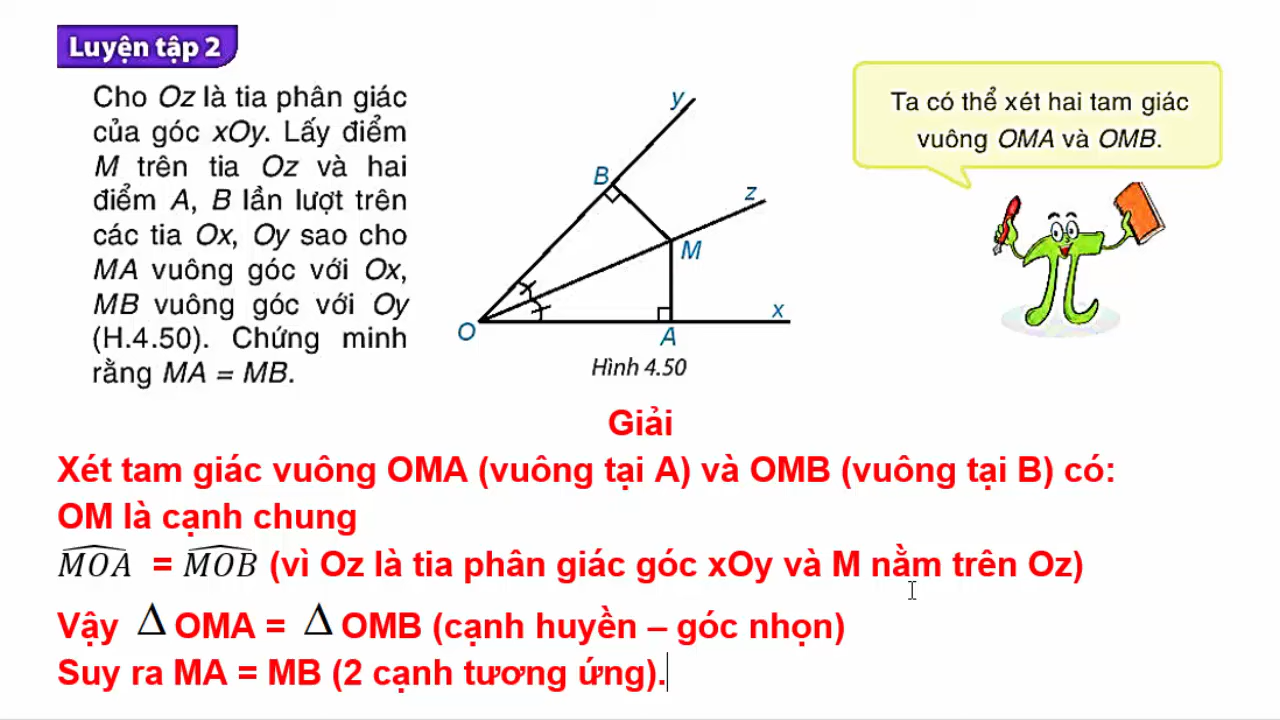 Luyện tập 2
Cho Oz là tia phân giác
của góc xOy. Lấy điểm
M trên tia Oz và hai
điểm A, B lần lượt trên
các tia Ox, Oy sao cho
MA vuông góc với Ox,
MB vuông góc với Oy
(H.4.50). Chứng minh
rằng MA = MB.
y
B
z
M
x
O
A
Hình 4.50
Ta có thể xét hai tam giác
vuông OMA và OMB.
Giải
Xét tam giác vuông OMA (vuông tại A) và OMB (vuông tại B) có:
OM là cạnh chung
$\widehat{MOA}$ = $\widehat{MOB}$ (vì Oz là tia phân giác góc xOy và M nằm trên Oz)
Vậy Δ OMA = Δ OMB (cạnh huyền – góc nhọn)
Suy ra MA = MB (2 cạnh tương ứng).